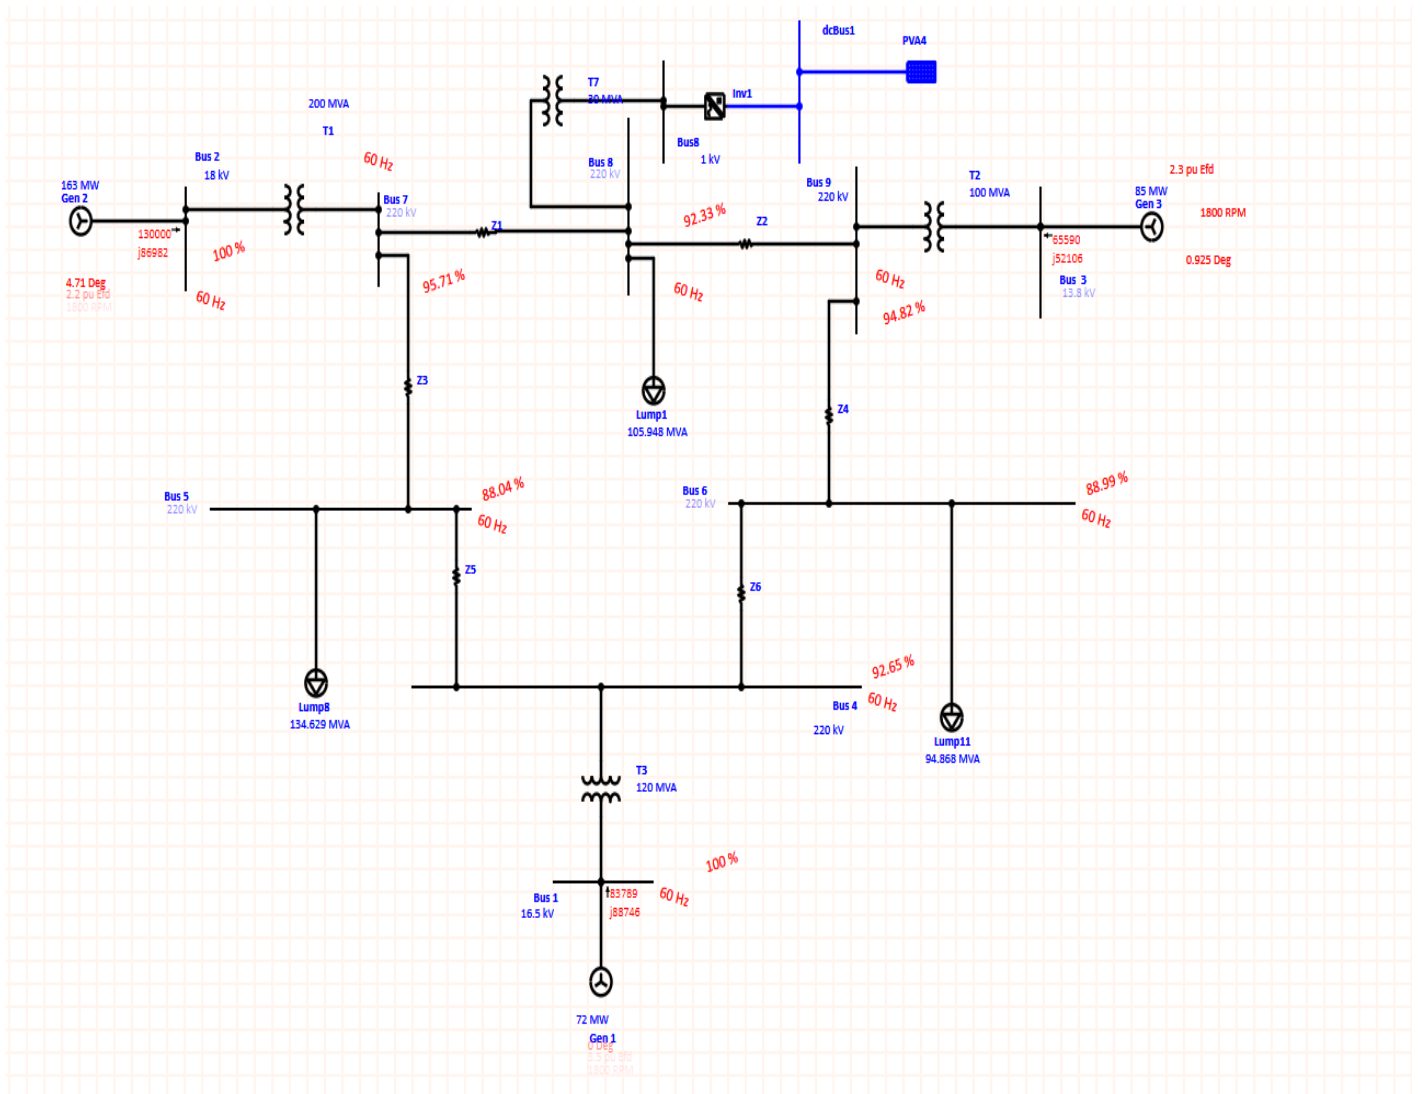 dcBus1
PVA4
T7
30 MVA
Inv1
200 MVA
T1
60 Hz
Bus8
1 kV
Bus 2
18 kV
Bus 8
220 kV
Bus 9
220 kV
T2
100 MVA
2.3 pu Efd
163 MW
Gen 2
85 MW
Gen 3
1800 RPM
Bus 7
220 kV
92.33 %
Z1
Z2
130000
j86982
100 %
65590
j52106
0.925 Deg
4.71 Deg
2.2 pu Efd
1800 RPM
60 Hz
95.71 %
60 Hz
60 Hz
94.82 %
Bus 3
13.8 kV
Z3
Z4
Lump1
105.948 MVA
Bus 5
220 kV
88.04 %
60 Hz
Bus 6
220 kV
88.99 %
60 Hz
Z5
Z6
92.65 %
60 Hz
Bus 4
220 kV
Lump8
134.629 MVA
Lump11
94.868 MVA
T3
120 MVA
100 %
Bus 1
16.5 kV
83789
j88746
60 Hz
72 MW
Gen 1
0 Deg
1800 RPM